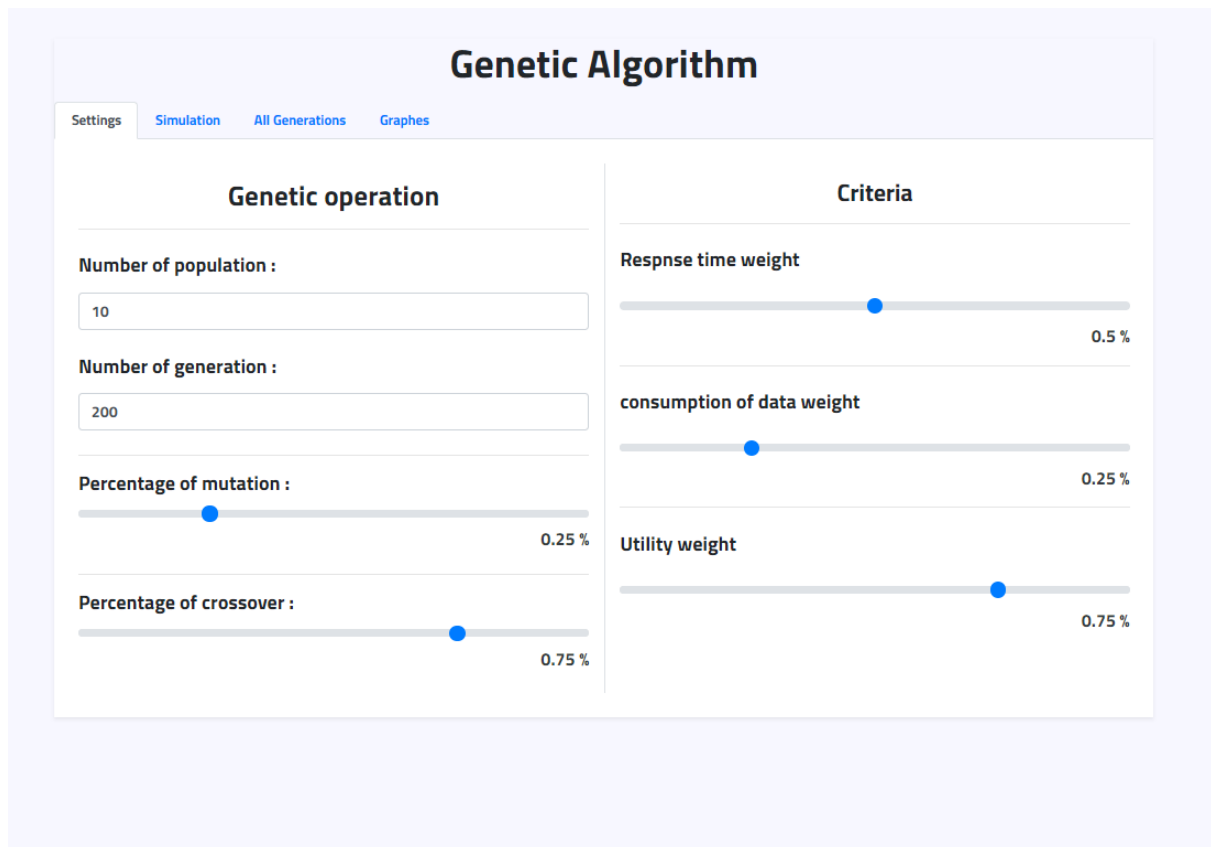 Genetic Algorithm
Settings
Simulation
All Generations
Graphes
Genetic operation
Number of population :
10
Number of generation :
200
Percentage of mutation :
0.25 %
Percentage of crossover :
0.75 %
Criteria
Respnse time weight
0.5 %
consumption of data weight
0.25 %
Utility weight
0.75 %